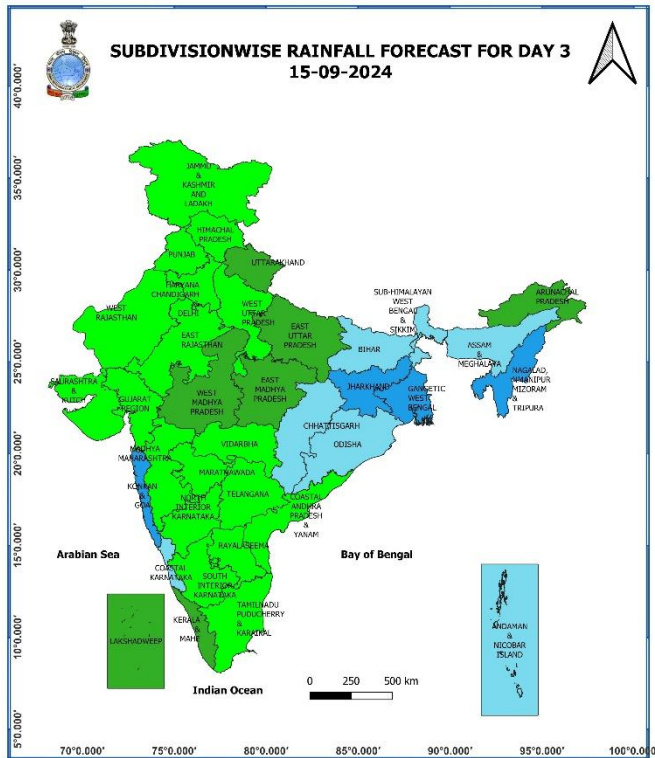 SUBDIVISIONWISE RAINFALL FORECAST FOR DAY 3
15-09-2024
40°0.000'
35°0.000'
30°0.000'
25°0.000'
20°0.000'
15°0.000'
10°0.000'
5°0.000'
JAMMU
&
KASHMIR
AND
LADAKH
HIMACHAL
PRADESH
PUNJAB
UTTARAKHAND
HARYANA
CHANDIGARH
DELHI
WEST
RAJASTHAN
WEST
UTTAR
PRADESH
EAST
RAJASTHAN
EAST
UTTAR
PRADESH
SUB-HIMALAYAN
WEST
BENGAL
&
SIKKIM
ARUNACHAL
PRADESH
BIHAR
ASSAM
&
MEGHALAYA
NAGALAD,
MANIPUR
MIZORAM &
TRIPURA
SAURASHTRA
&
KUTCH
GUJARAT
REGION
WEST
MADHYA
PRADESH
EAST
MADHYA
PRADESH
JHARKHAND
GANGETIC
WEST
BENGAL
CHHATTISGARH
ODISHA
VIDARBHA
MADHYA
MAHARASHTRA
MARATHAWADA
KONKAN
GOA
NORTH
INTERIOR
KARNATAKA
TELANGANA
COASTAL
ANDHRA
PRADESH
&
YANAM
RAYALASEEMA
Arabian Sea
Bay of Bengal
COASTAL
KARNATAKA
SOUTH
INTERIOR
KARNATAKA
TAMILNADU
PUDUCHERRY
&
KARAIKAL
KERALA
&
MAHE
LAKSHADWEEP
ANDAMAN
&
NICOBAR
ISLAND
Indian Ocean
0 250 500 km
70°0.000' 75°0.000' 80°0.000' 85°0.000' 90°0.000' 95°0.000' 100°0.000'